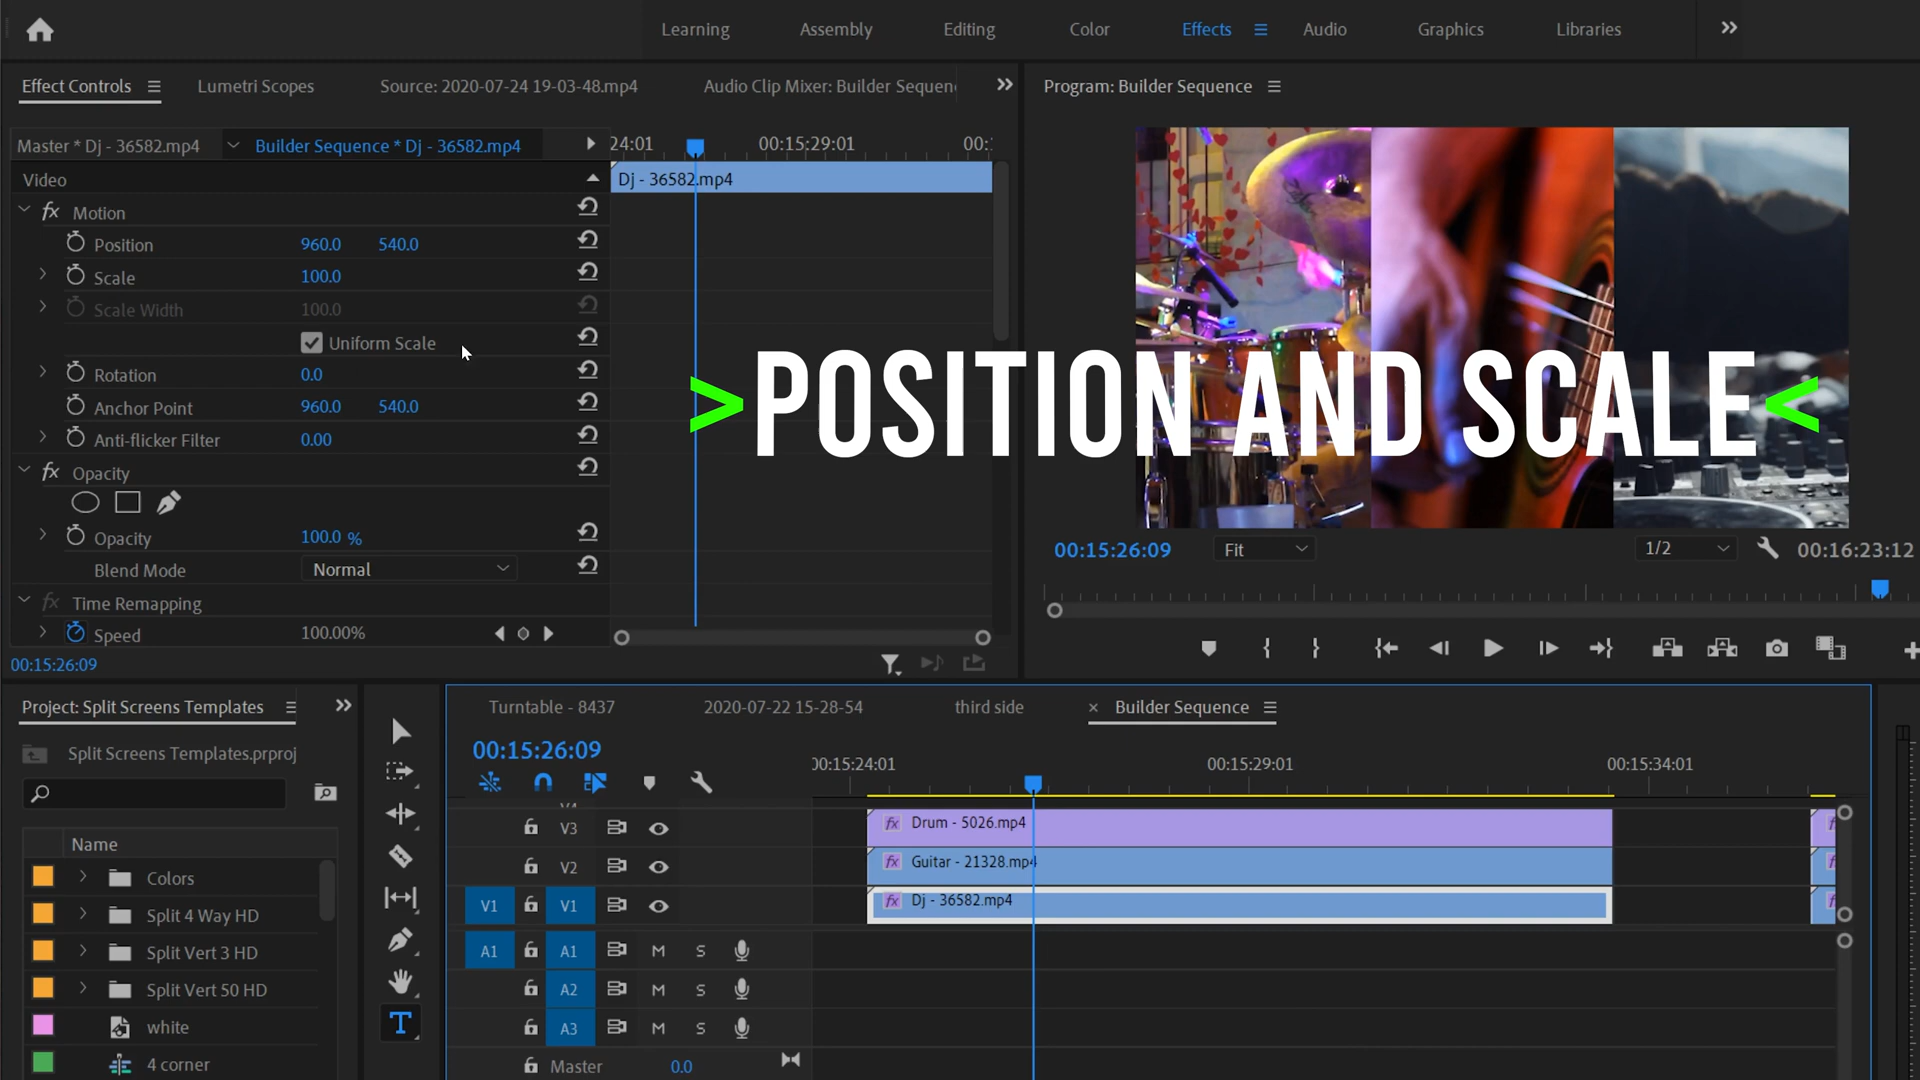 Learning Assembly Editing Color Effects Audio Graphics Libraries
Effect Controls Lumetri Scopes Source: 2020-07-24 19-03-48.mp4 Audio Clip Mixer: Builder Sequen
Program: Builder Sequence
Master * Dj - 36582.mp4 Builder Sequence * Dj - 36582.mp4
24:01 00:15:29:01 00:
Video
Dj - 36582.mp4
fx Motion
Position 960.0 540.0
Scale 100.0
Scale Width 100.0
Uniform Scale
Rotation 0.0
Anchor Point 960.0 540.0
Anti-flicker Filter 0.00
fx Opacity
Opacity 100.0 %
Blend Mode Normal
fx Time Remapping
Speed 100.00%
00:15:26:09
>POSITION AND SCALE<
00:15:26:09 Fit 1/2 00:16:23:12
Project: Split Screens Templates
Split Screens Templates.prproj
Name
Colors
Split 4 Way HD
Split Vert 3 HD
Split Vert 50 HD
white
4 corner
T
Turntable - 8437 2020-07-22 15-28-54 third side × Builder Sequence
00:15:26:09
00:15:24:01 00:15:29:01 00:15:34:01
V3 fx Drum - 5026.mp4
V2 fx Guitar - 21328.mp4
V1 V1 fx Dj - 36582.mp4
A1 A1 M S
A2 M S
A3 M S
Master 0.0